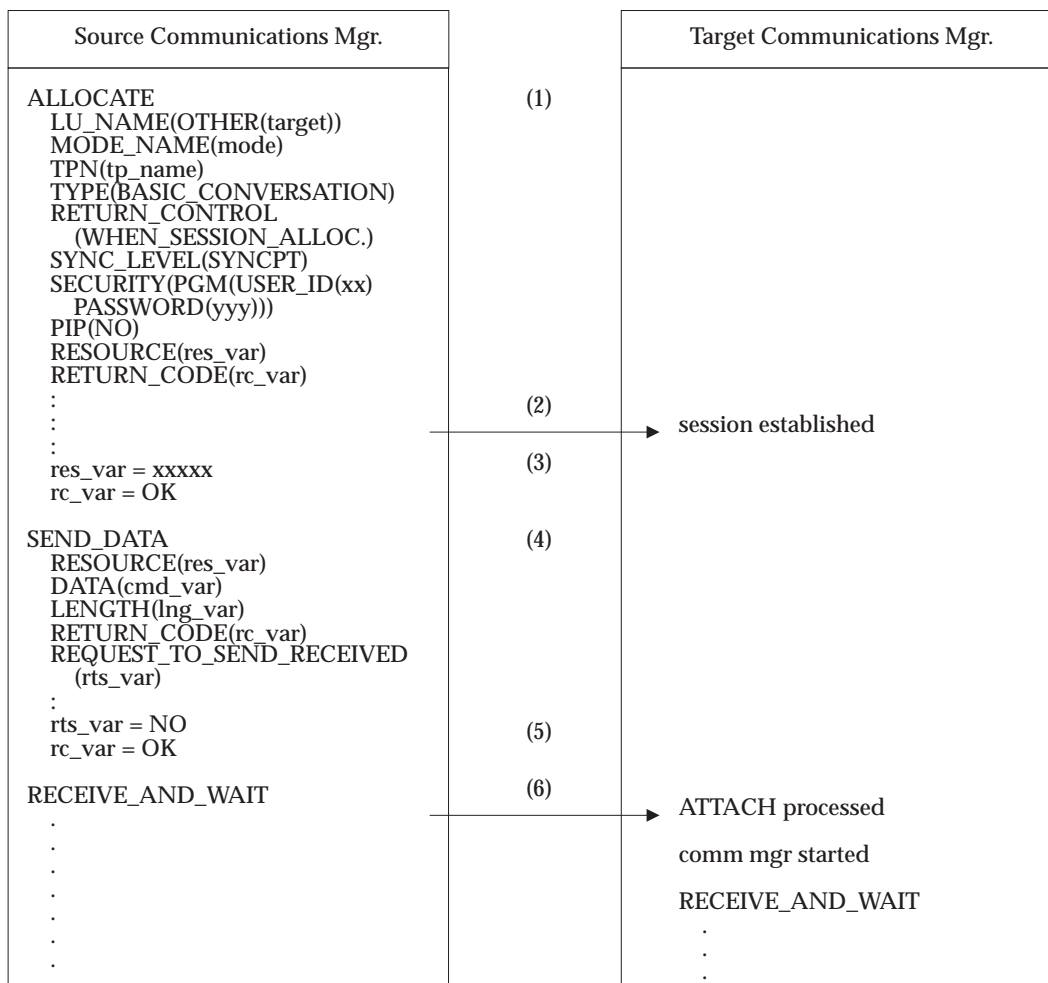 Source Communications Mgr.
Target Communications Mgr.
ALLOCATE
(1)
LU_NAME(OTHER(target))
MODE_NAME(mode)
TPN(tp_name)
TYPE(BASIC_CONVERSATION)
RETURN_CONTROL
(WHEN_SESSION_ALLOC.)
SYNC_LEVEL(SYNCPT)
SECURITY(PGM(USER_ID(xx)
PASSWORD(yyy)))
PIP(NO)
RESOURCE(res_var)
RETURN_CODE(rc_var)
:
(2)
:
session established
:
res_var = xxxxx
(3)
rc_var = OK
SEND_DATA
(4)
RESOURCE(res_var)
DATA(cmd_var)
LENGTH(lng_var)
RETURN_CODE(rc_var)
REQUEST_TO_SEND_RECEIVED
(rts_var)
:
rts_var = NO
(5)
rc_var = OK
RECEIVE_AND_WAIT
(6)
ATTACH processed
.
.
comm mgr started
.
.
RECEIVE_AND_WAIT
.
.
.
.
.
.